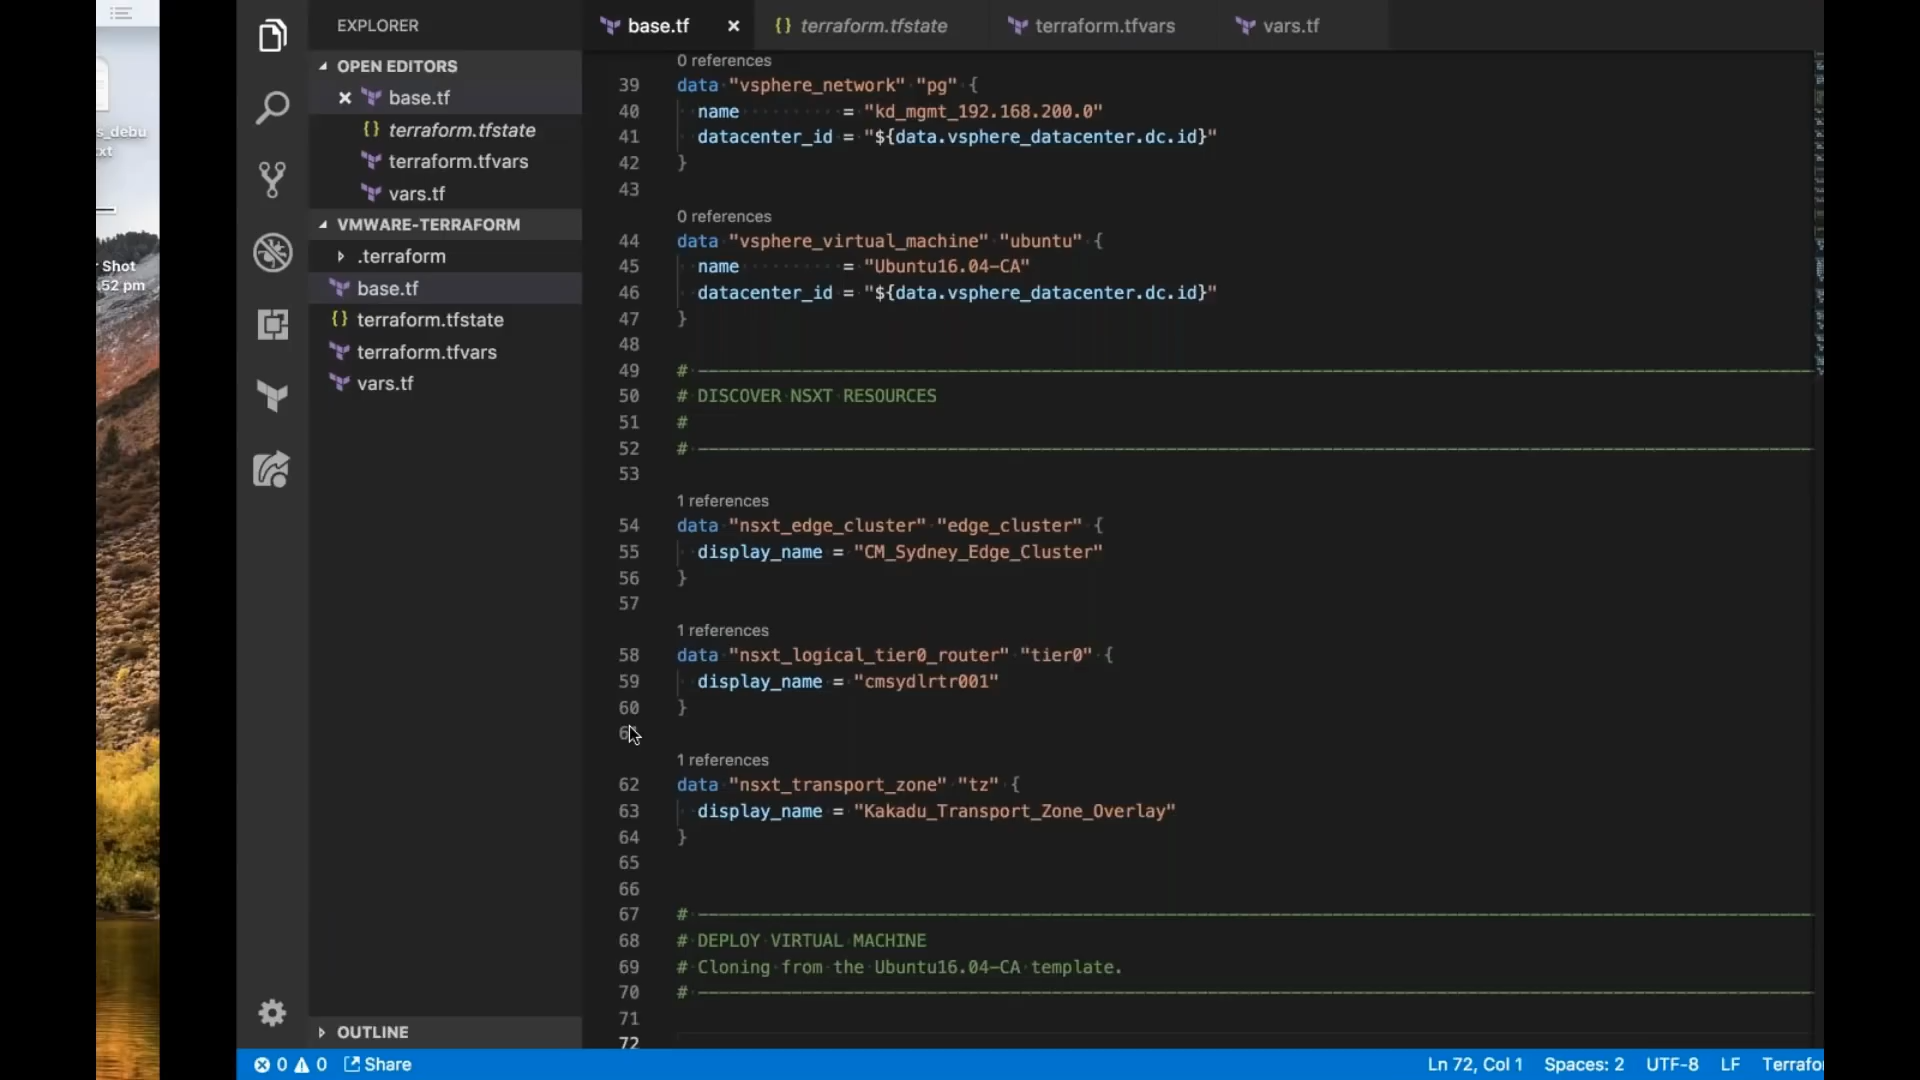 s_debu
xt
r Shot
.52 pm
EXPLORER
OPEN EDITORS
base.tf
terraform.tfstate
terraform.tfvars
vars.tf
VMWARE-TERRAFORM
.terraform
base.tf
terraform.tfstate
terraform.tfvars
vars.tf
OUTLINE
base.tf
terraform.tfstate
terraform.tfvars
vars.tf
0 references
39 data "vsphere_network" "pg" {
40 name = "kd_mgmt_192.168.200.0"
41 datacenter_id = "${data.vsphere_datacenter.dc.id}"
42 }
43
0 references
44 data "vsphere_virtual_machine" "ubuntu" {
45 name = "Ubuntu16.04-CA"
46 datacenter_id = "${data.vsphere_datacenter.dc.id}"
47 }
48
49 # ————————————————————————————————
50 # DISCOVER NSXT RESOURCES
51 #
52 # ————————————————————————————————
53
1 references
54 data "nsxt_edge_cluster" "edge_cluster" {
55 display_name = "CM_Sydney_Edge_Cluster"
56 }
57
1 references
58 data "nsxt_logical_tier0_router" "tier0" {
59 display_name = "cmsydlrtr001"
60 }
1 references
62 data "nsxt_transport_zone" "tz" {
63 display_name = "Kakadu_Transport_Zone_Overlay"
64 }
65
66
67 # ————————————————————————————————
68 # DEPLOY VIRTUAL MACHINE
69 # Cloning from the Ubuntu16.04-CA template.
70 # ————————————————————————————————
71
72
0 0 Share
Ln 72, Col 1 Spaces: 2 UTF-8 LF Terrafo